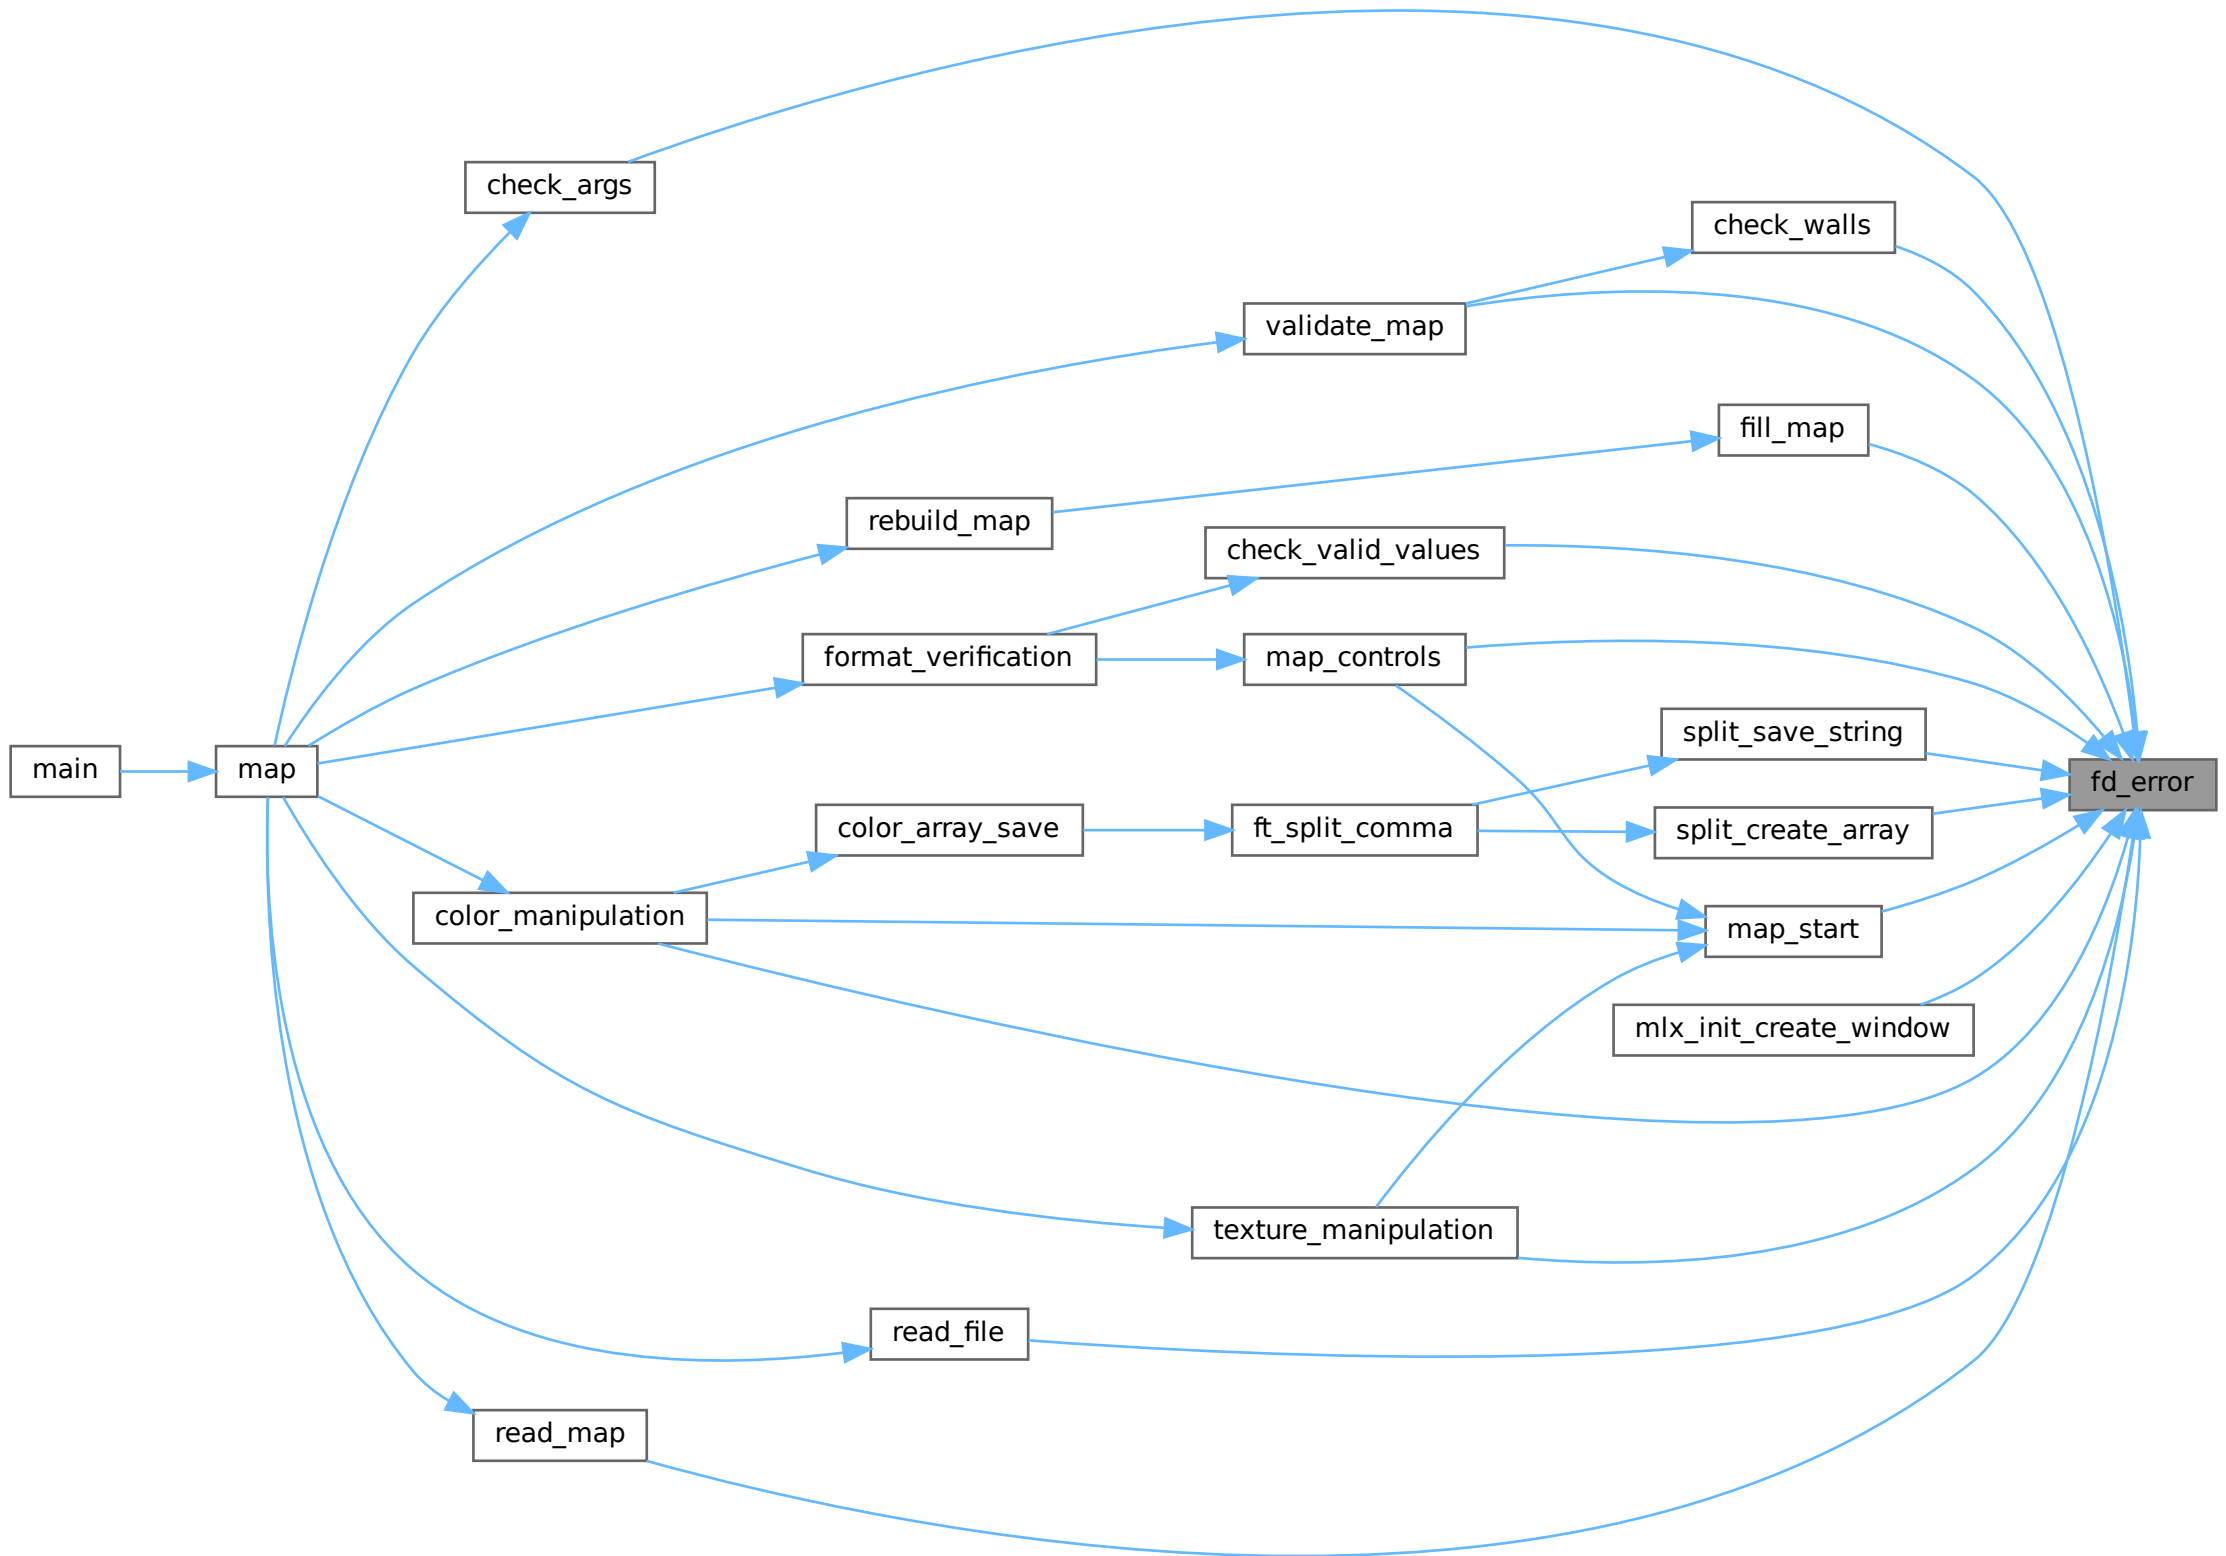 check_args
check_walls
validate_map
fill_map
rebuild_map
check_valid_values
format_verification
map_controls
split_save_string
main
map
fd_error
color_array_save
ft_split_comma
split_create_array
color_manipulation
map_start
mlx_init_create_window
texture_manipulation
read_file
read_map